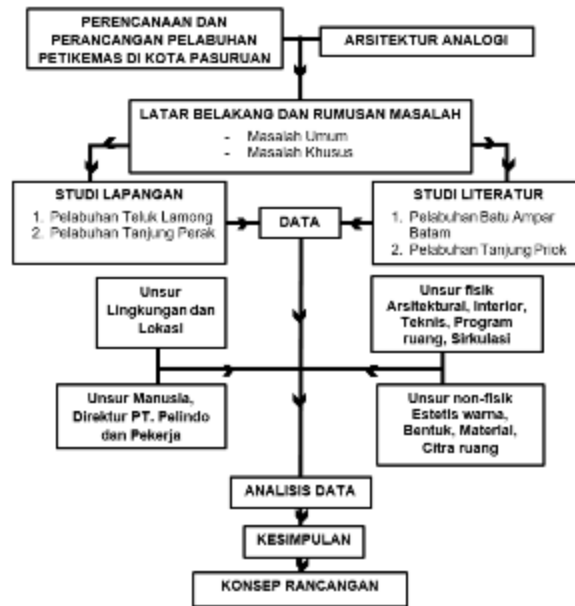 PERENCANAAN DAN
PERANCANGAN PELABUHAN
PETIKEMAS DI KOTA PASURUAN
ARSITEKTUR ANALOGI
LATAR BELAKANG DAN RUMUSAN MASALAH
- Masalah Umum
- Masalah Khusus
STUDI LAPANGAN
1. Pelabuhan Teluk Lamong
2. Pelabuhan Tanjung Perak
DATA
STUDI LITERATUR
1. Pelabuhan Batu Ampar
Batam
2. Pelabuhan Tanjung Priok
Unsur
Lingkungan dan
Lokasi
Unsur fisik
Arsitektural, Interior,
Teknis, Program
ruang, Sirkulasi
Unsur Manusia,
Direktur PT. Pelindo
dan Pekerja
Unsur non-fisik
Estetis warna,
Bentuk, Material,
Citra ruang
ANALISIS DATA
KESIMPULAN
KONSEP RANCANGAN